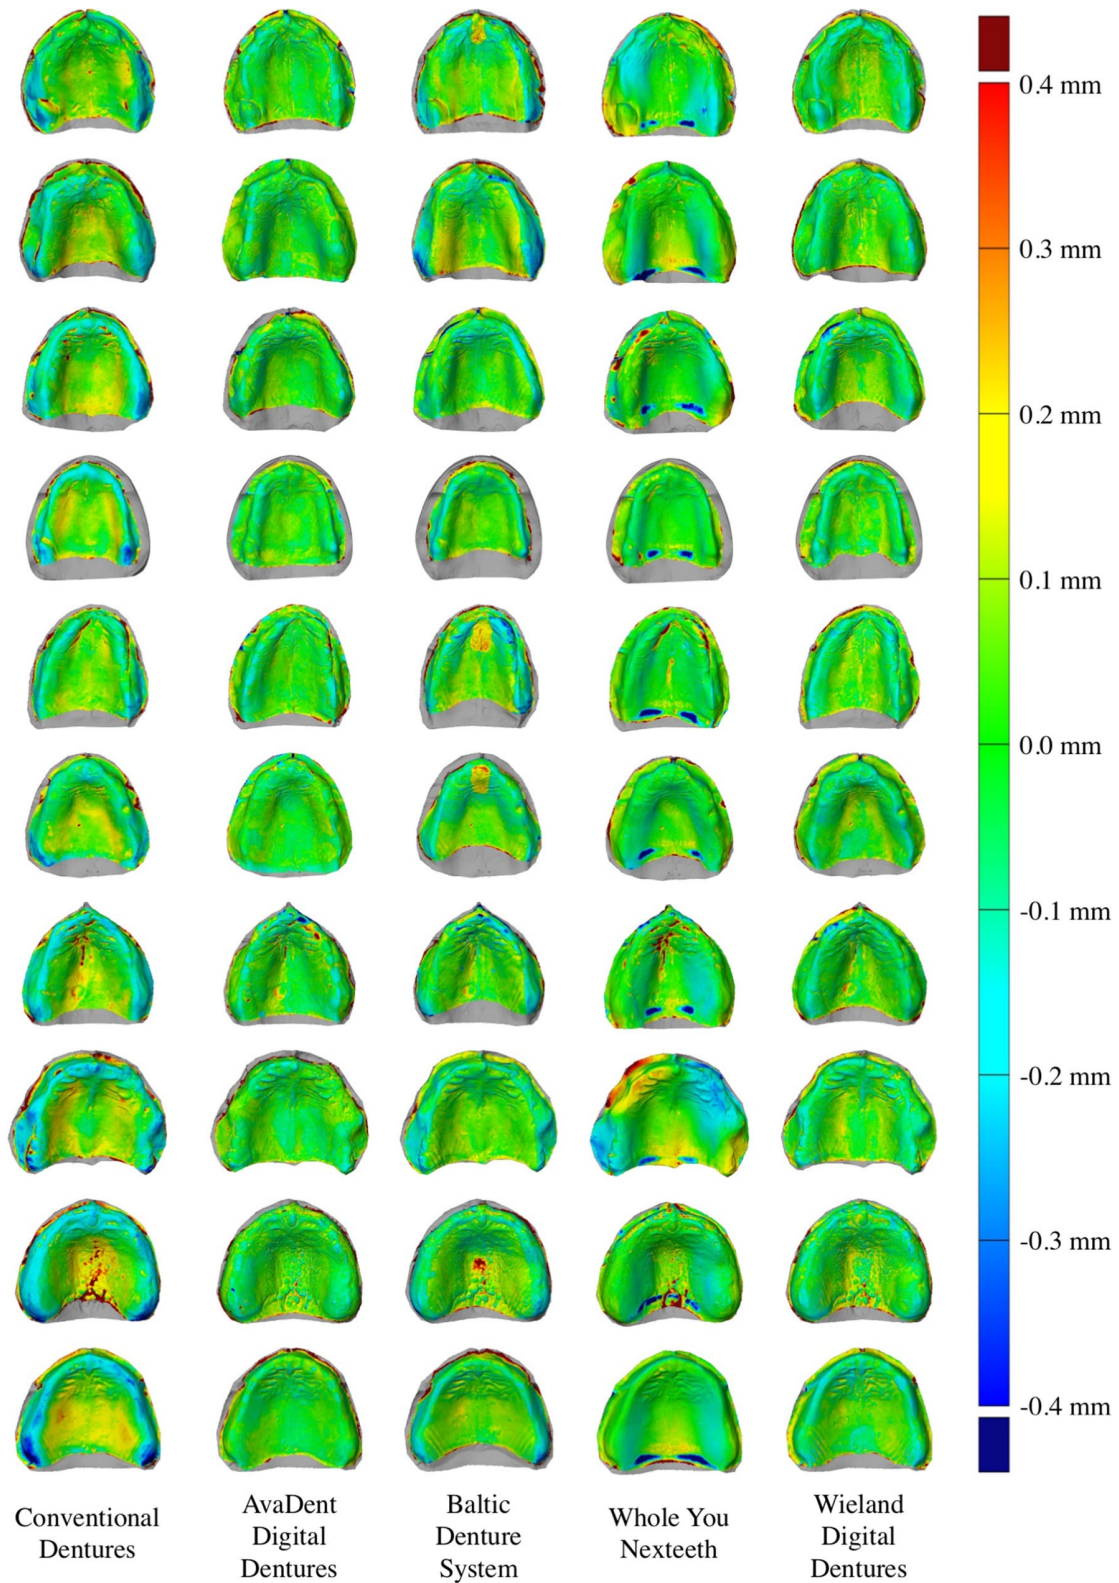 0.4 mm
0.3 mm
0.2 mm
0.1 mm
0.0 mm
-0.1 mm
-0.2 mm
-0.3 mm
-0.4 mm
Conventional
Dentures
AvaDent
Digital
Dentures
Baltic
Denture
System
Whole You
Nexteeth
Wieland
Digital
Dentures